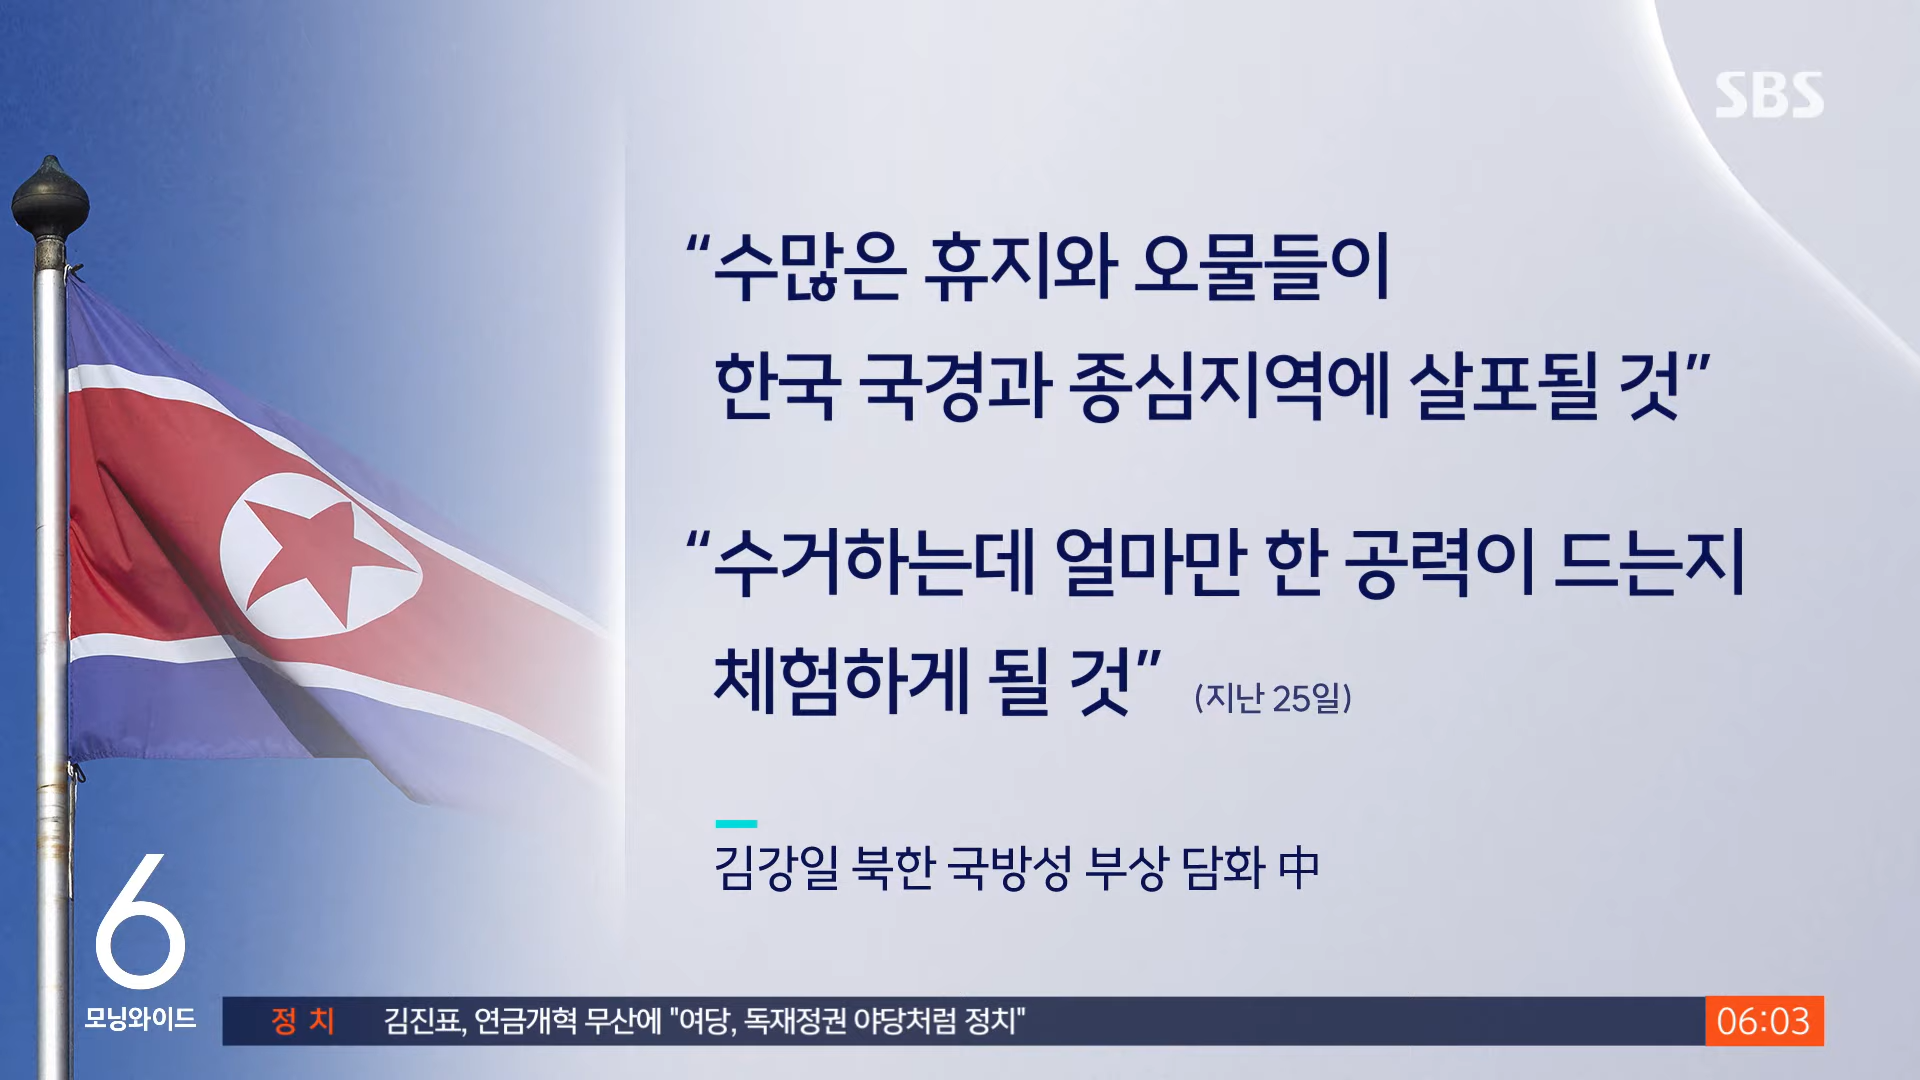 SBS
“수많은 휴지와 오물들이
한국 국경과 종심지역에 살포될 것”
“수거하는데 얼마만 한 공력이 드는지
체험하게 될 것” (지난 25일)
김강일 북한 국방성 부상 담화 中
6
모닝와이드
정치 김진표, 연금개혁 무산에 "여당, 독재정권 야당처럼 정치" 06:03